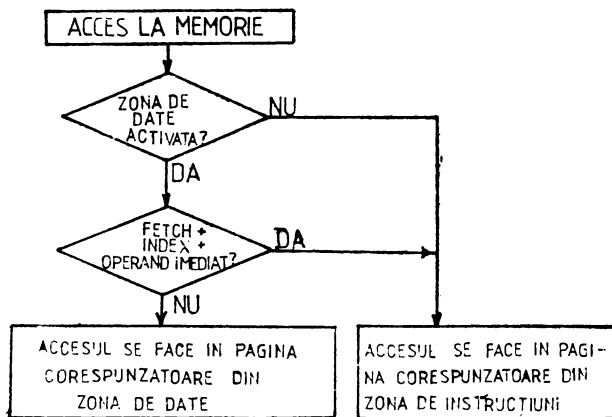 ACCES LA MEMORIE
ZONA DE
DATE
ACTIVATA?
NU
DA
FETCH +
INDEX +
OPERAND IMEDIAT?
DA
NU
ACCESUL SE FACE IN PAGINA
CORESPUNZATOARE DIN
ZONA DE DATE
ACCESUL SE FACE IN PAGI-
NA CORESPUNZATOARE DIN
ZONA DE INSTRUCTIUNI